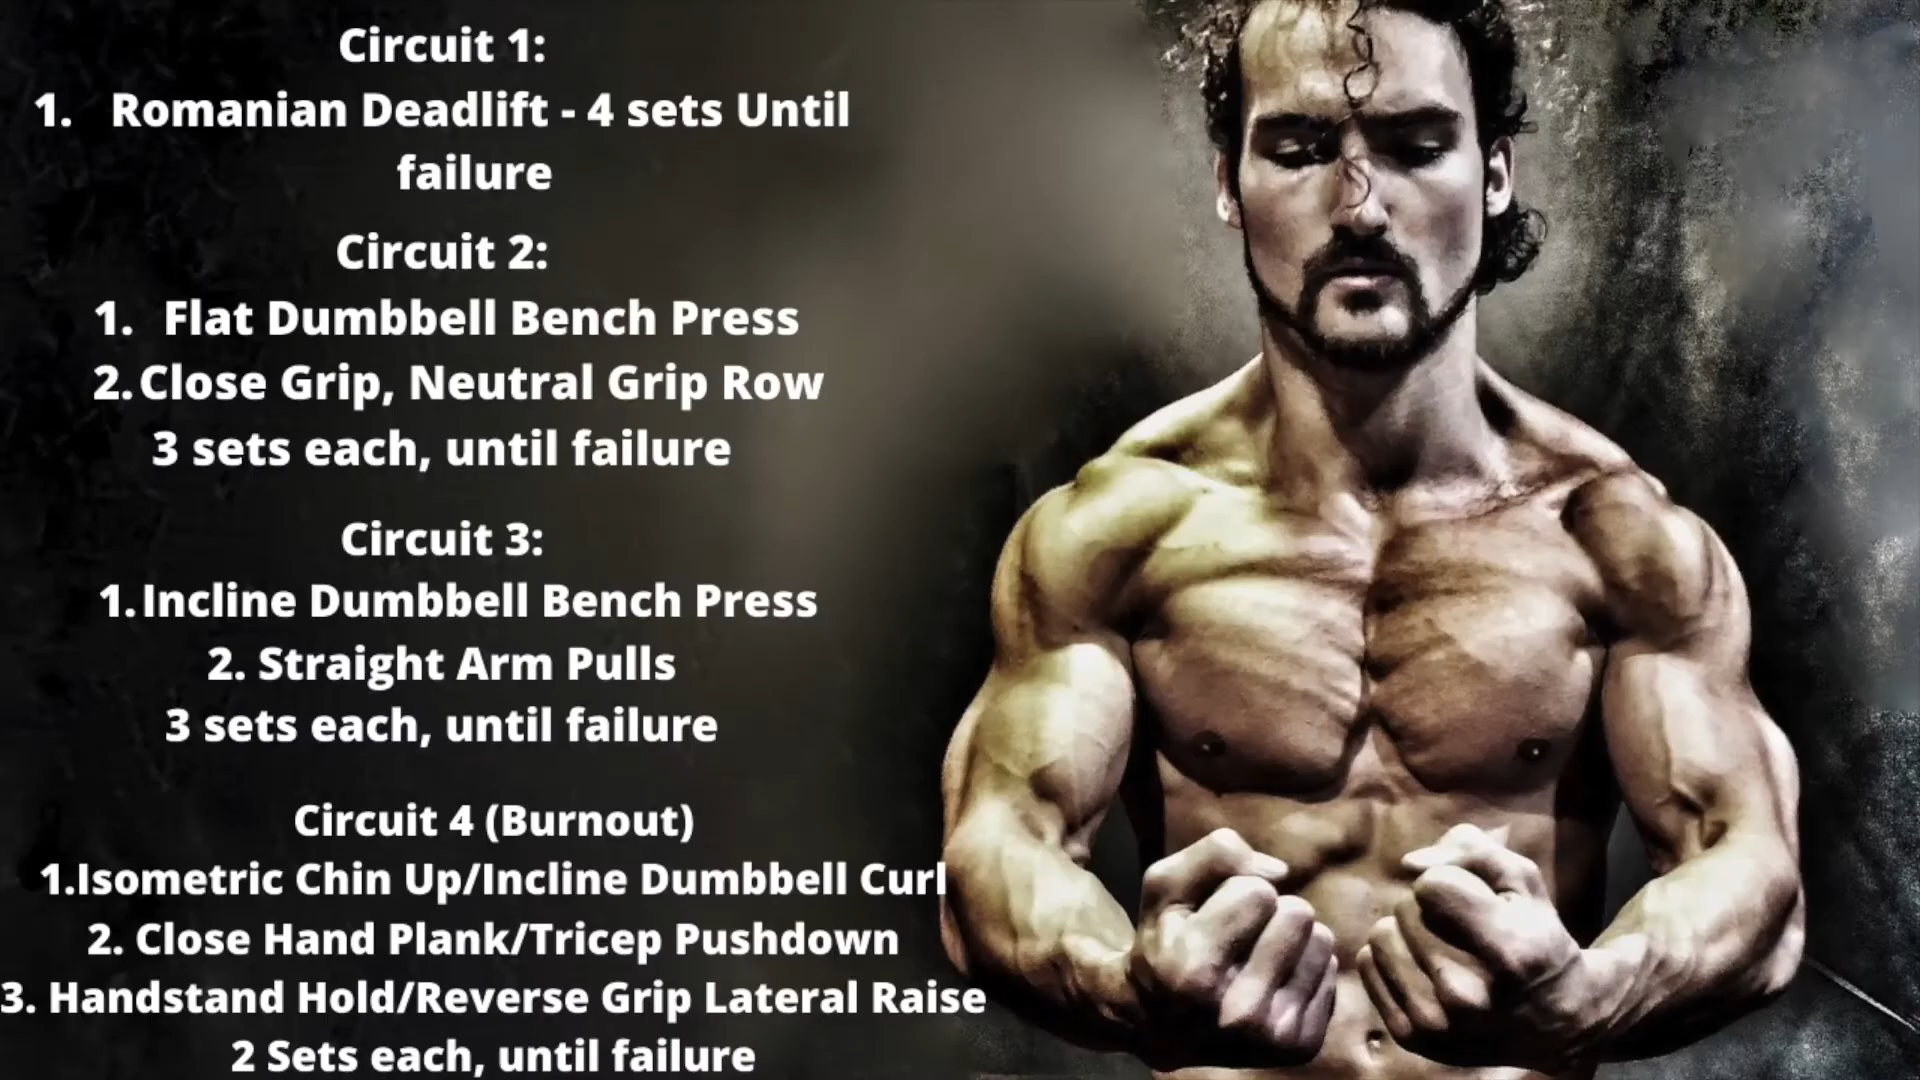 Circuit 1:
1. Romanian Deadlift - 4 sets Until
failure
Circuit 2:
1. Flat Dumbbell Bench Press
2. Close Grip, Neutral Grip Row
3 sets each, until failure
Circuit 3:
1. Incline Dumbbell Bench Press
2. Straight Arm Pulls
3 sets each, until failure
Circuit 4 (Burnout)
1.Isometric Chin Up/Incline Dumbbell Curl
2. Close Hand Plank/Tricep Pushdown
3. Handstand Hold/Reverse Grip Lateral Raise
2 Sets each, until failure